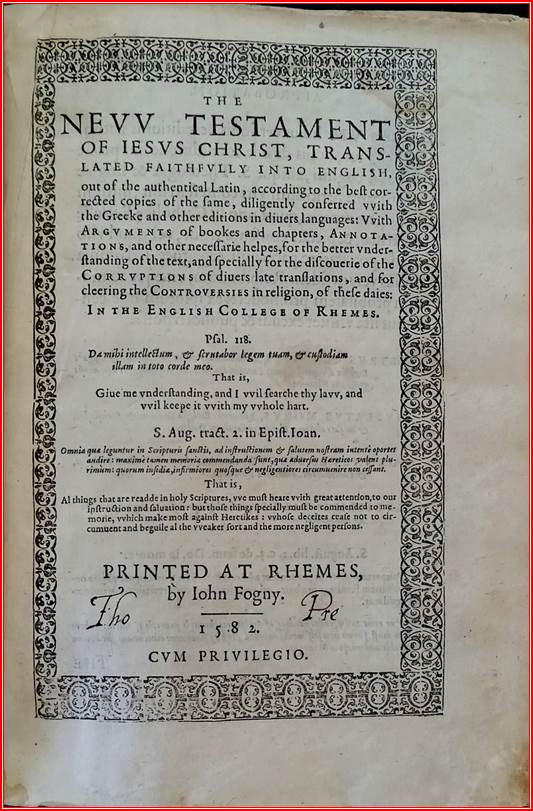 THE
NEVV TESTAMENT
OF IESVS CHRIST, TRANS-
LATED FAITHFVLLY INTO ENGLISH,
out of the authentical Latin, according to the best cor-
rected copies of the same, diligently conferred vvith
the Greeke and other editions in diuers languages: Vvith
ARGVMENTS of bookes and chapters, ANNOTA-
TIONS, and other necessarie helpes, for the better vnder-
standing of the text, and specially for the discouerie of the
CORRVPTIONS of diuers late translations, and for
cleering the CONTROVERSIES in religion, of these daies:
IN THE ENGLISH COLLEGE OF RHEMES.
Psal. 118.
Da mihi intellectum, & scrutabor legem tuam, & custodiam
illam in toto corde meo.
That is,
Giue me vnderstanding, and I vvil searche thy lavv, and
vvil keepe it vvith my vvhole hart.
S. Aug. tract. 2. in Epist. Ioan.
Omnia quæ leguntur in Scripturis sanctis, ad instructionem & salutem nostram intentè oportet
audire: maximè tamen memoria commendanda sunt, quæ aduersus Hæreticos valent plu-
rimùm: quorum insidiæ, infirmiores quosque & negligentiores circumuenire non cessant.
That is,
Al things that are readde in holy Scriptures, vve must heare vvith great attention, to our
instruction and saluation: but those things specially must be commended to me-
morie, vvhich make most against Heretikes: vvhose deceites cease not to cir-
cumuent and beguile al the vveaker sort and the more negligent persons.
PRINTED AT RHEMES,
by Iohn Fogny.
Tho Pre
1582.
CVM PRIVILEGIO.